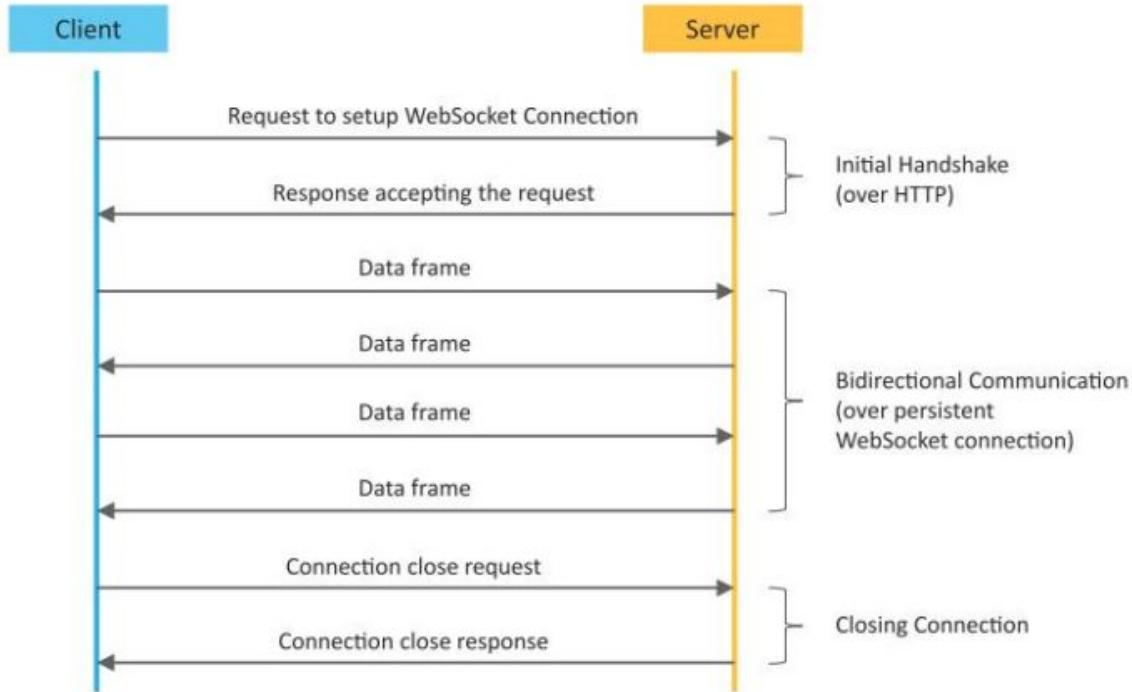 Client
Server
Request to setup WebSocket Connection
Response accepting the request
Initial Handshake
(over HTTP)
Data frame
Data frame
Data frame
Data frame
Bidirectional Communication
(over persistent
WebSocket connection)
Connection close request
Connection close response
Closing Connection